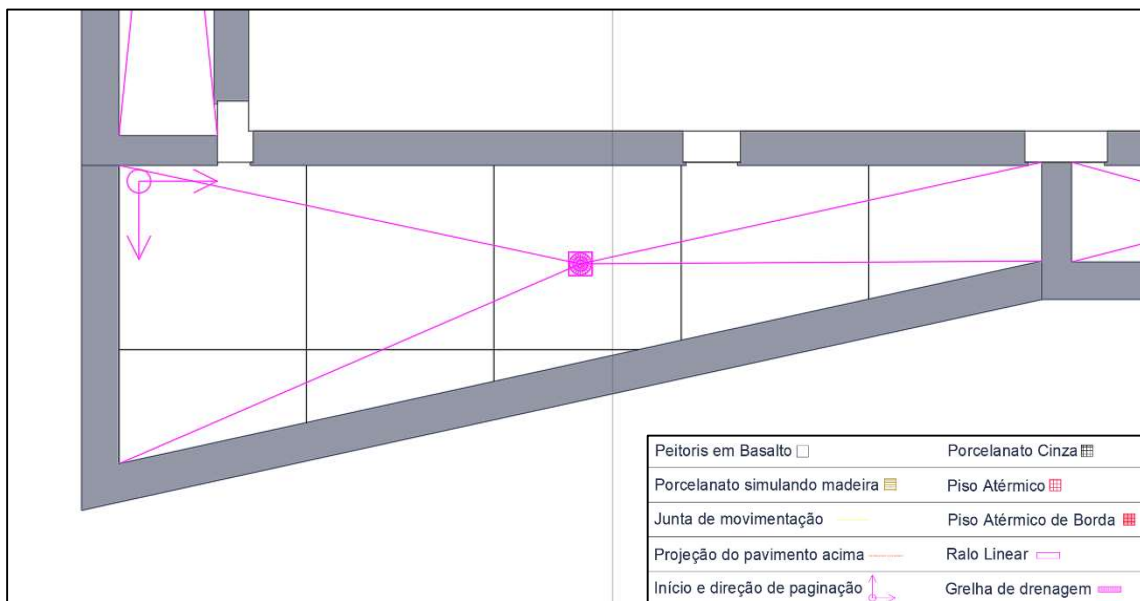 Peitoris em Basalto
Porcelanato Cinza
Porcelanato simulando madeira
Piso Atérmico
Junta de movimentação
Piso Atérmico de Borda
Projeção do pavimento acima
Ralo Linear
Início e direção de paginação
Grelha de drenagem